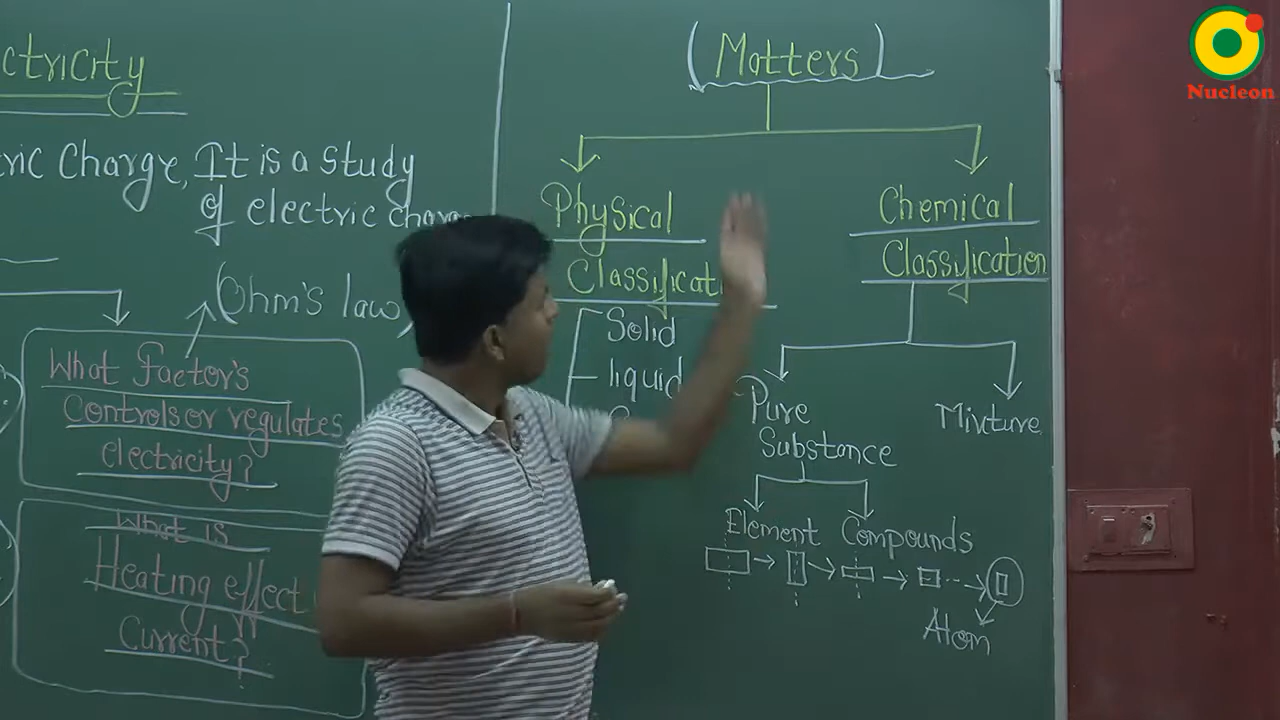 ctricity
ric Charge, It is a study
of electric charge
(Ohm's law)
What Factor's
Controls or regulates
electricity?
What is
Heating effect
Current?
(Matters)
Physical
Classificati
Solid
liquid
Chemical
Classification
Pure
Substance
Mixture
Element Compounds
Atom
Nucleon